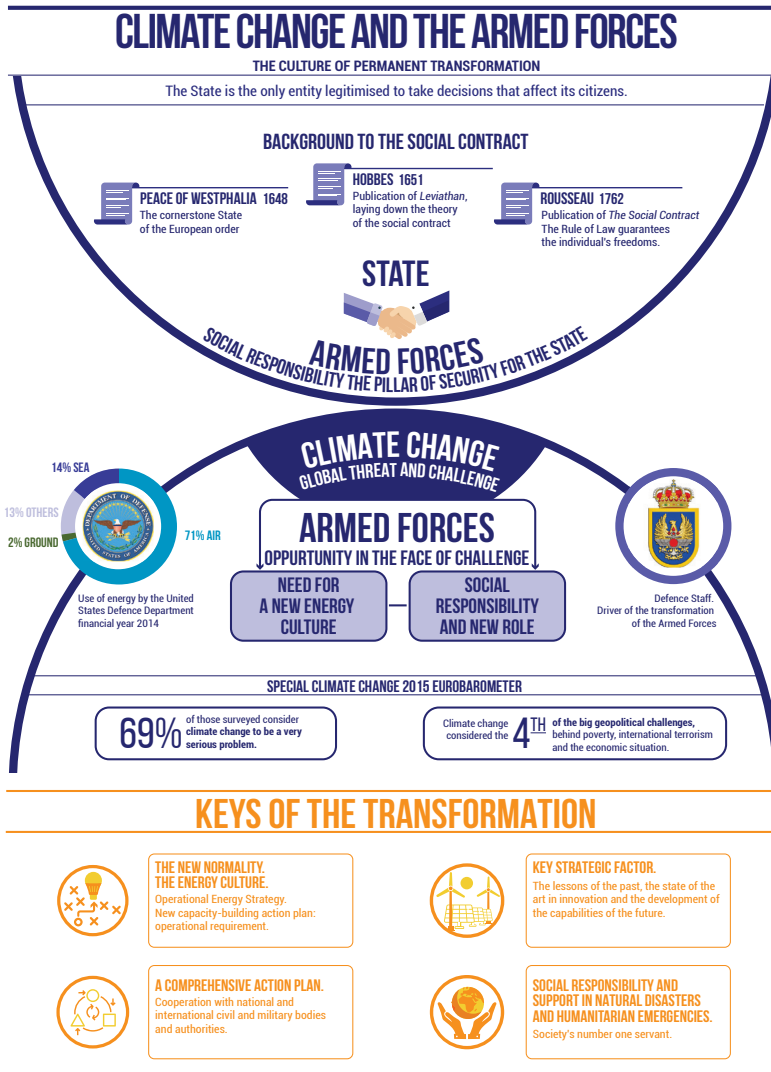 CLIMATE CHANGE AND THE ARMED FORCES
THE CULTURE OF PERMANENT TRANSFORMATION
The State is the only entity legitimised to take decisions that affect its citizens.
BACKGROUND TO THE SOCIAL CONTRACT
PEACE OF WESTPHALIA 1648
The cornerstone State
of the European order
HOBBES 1651
Publication of Leviathan,
laying down the theory
of the social contract
ROUSSEAU 1762
Publication of The Social Contract
The Rule of Law guarantees
the individual's freedoms.
STATE
ARMED FORCES
SOCIAL RESPONSIBILITY THE PILLAR OF SECURITY FOR THE STATE
CLIMATE CHANGE
GLOBAL THREAT AND CHALLENGE
14% SEA
13% OTHERS
2% GROUND
71% AIR
DEPARTMENT OF DEFENSE
UNITED STATES OF AMERICA
Use of energy by the United
States Defence Department
financial year 2014
ARMED FORCES
OPPURTUNITY IN THE FACE OF CHALLENGE
NEED FOR
A NEW ENERGY
CULTURE
SOCIAL
RESPONSIBILITY
AND NEW ROLE
Defence Staff.
Driver of the transformation
of the Armed Forces
SPECIAL CLIMATE CHANGE 2015 EUROBAROMETER
69%
of those surveyed consider
climate change to be a very
serious problem.
Climate change
considered the
4TH
of the big geopolitical challenges,
behind poverty, international terrorism
and the economic situation.
KEYS OF THE TRANSFORMATION
THE NEW NORMALITY.
THE ENERGY CULTURE.
Operational Energy Strategy.
New capacity-building action plan:
operational requirement.
KEY STRATEGIC FACTOR.
The lessons of the past, the state of the
art in innovation and the development of
the capabilities of the future.
A COMPREHENSIVE ACTION PLAN.
Cooperation with national and
international civil and military bodies
and authorities.
SOCIAL RESPONSIBILITY AND
SUPPORT IN NATURAL DISASTERS
AND HUMANITARIAN EMERGENCIES.
Society's number one servant.